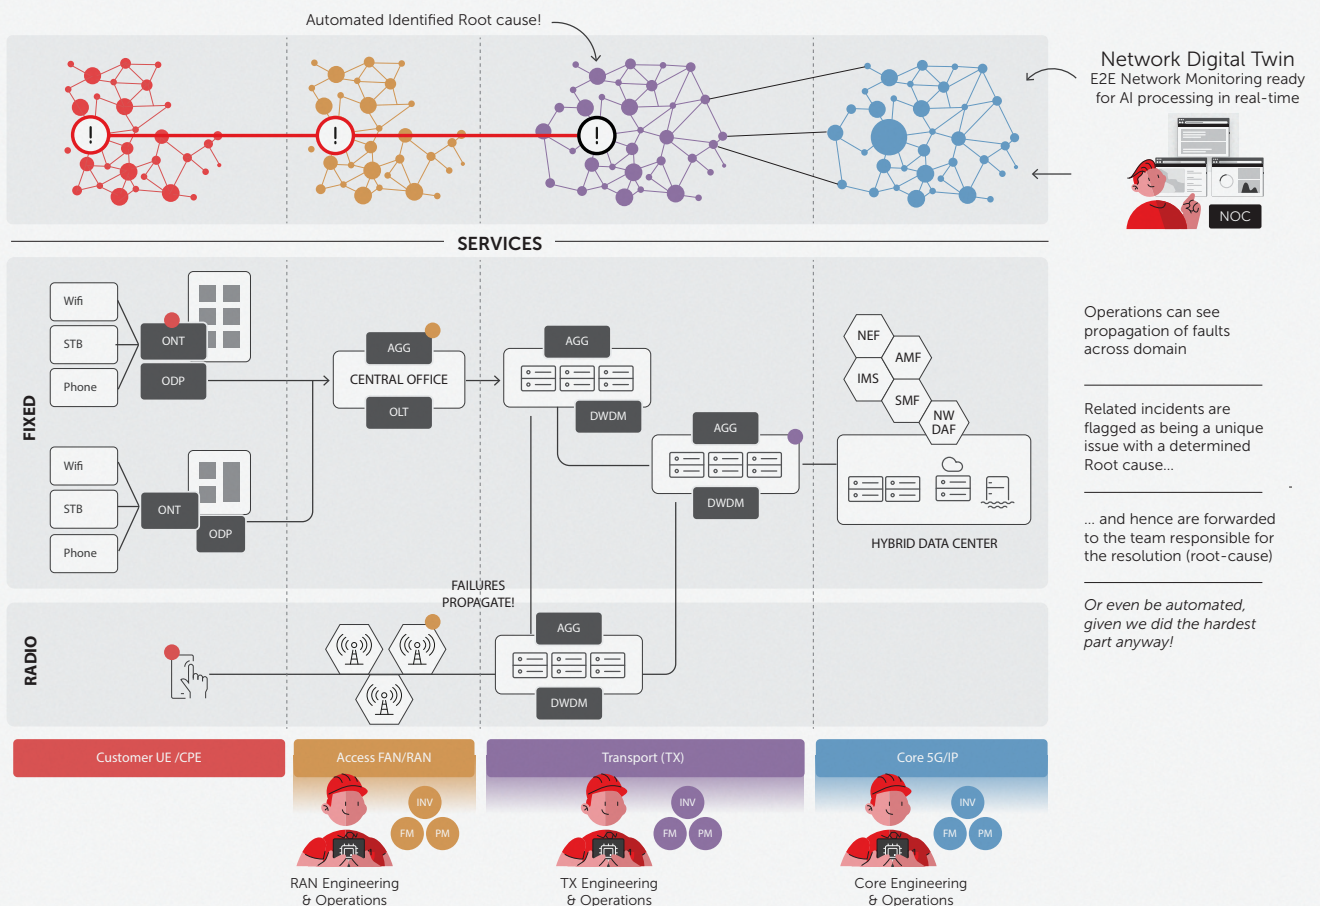 Automated Identified Root cause!
!
!
!
Network Digital Twin
E2E Network Monitoring ready
for AI processing in real-time
NOC
SERVICES
FIXED
Wifi
STB
Phone
ONT
ODP
Wifi
STB
Phone
ONT
ODP
AGG
CENTRAL OFFICE
OLT
AGG
DWDM
AGG
DWDM
NEF
AMF
IMS
SMF
NW
DAF
HYBRID DATA CENTER
FAILURES
PROPAGATE!
RADIO
AGG
DWDM
Operations can see
propagation of faults
across domain
Related incidents are
flagged as being a unique
issue with a determined
Root cause...
... and hence are forwarded
to the team responsible for
the resolution (root-cause)
Or even be automated,
given we did the hardest
part anyway!
Customer UE /CPE
Access FAN/RAN
Transport (TX)
Core 5G/IP
INV
FM
PM
INV
FM
PM
INV
FM
PM
RAN Engineering
& Operations
TX Engineering
& Operations
Core Engineering
& Operations